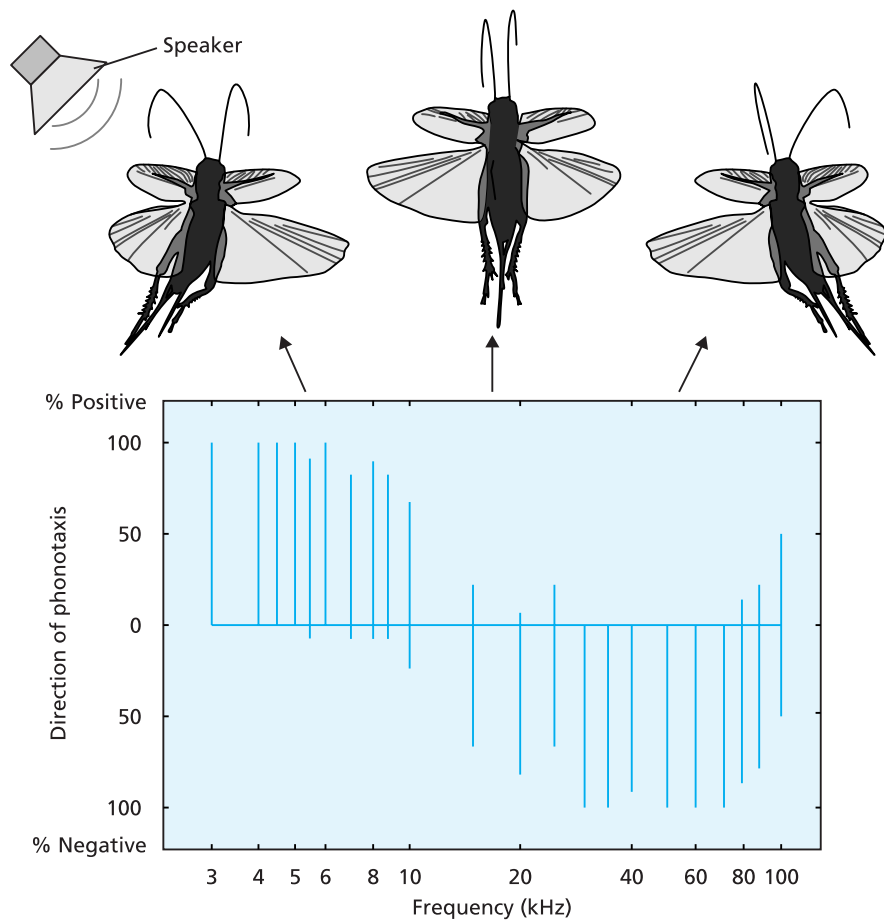 Speaker
% Positive
100
50
0
50
100
% Negative
Direction of phonotaxis
3 4 5 6 8 10 20 40 60 80 100
Frequency (kHz)